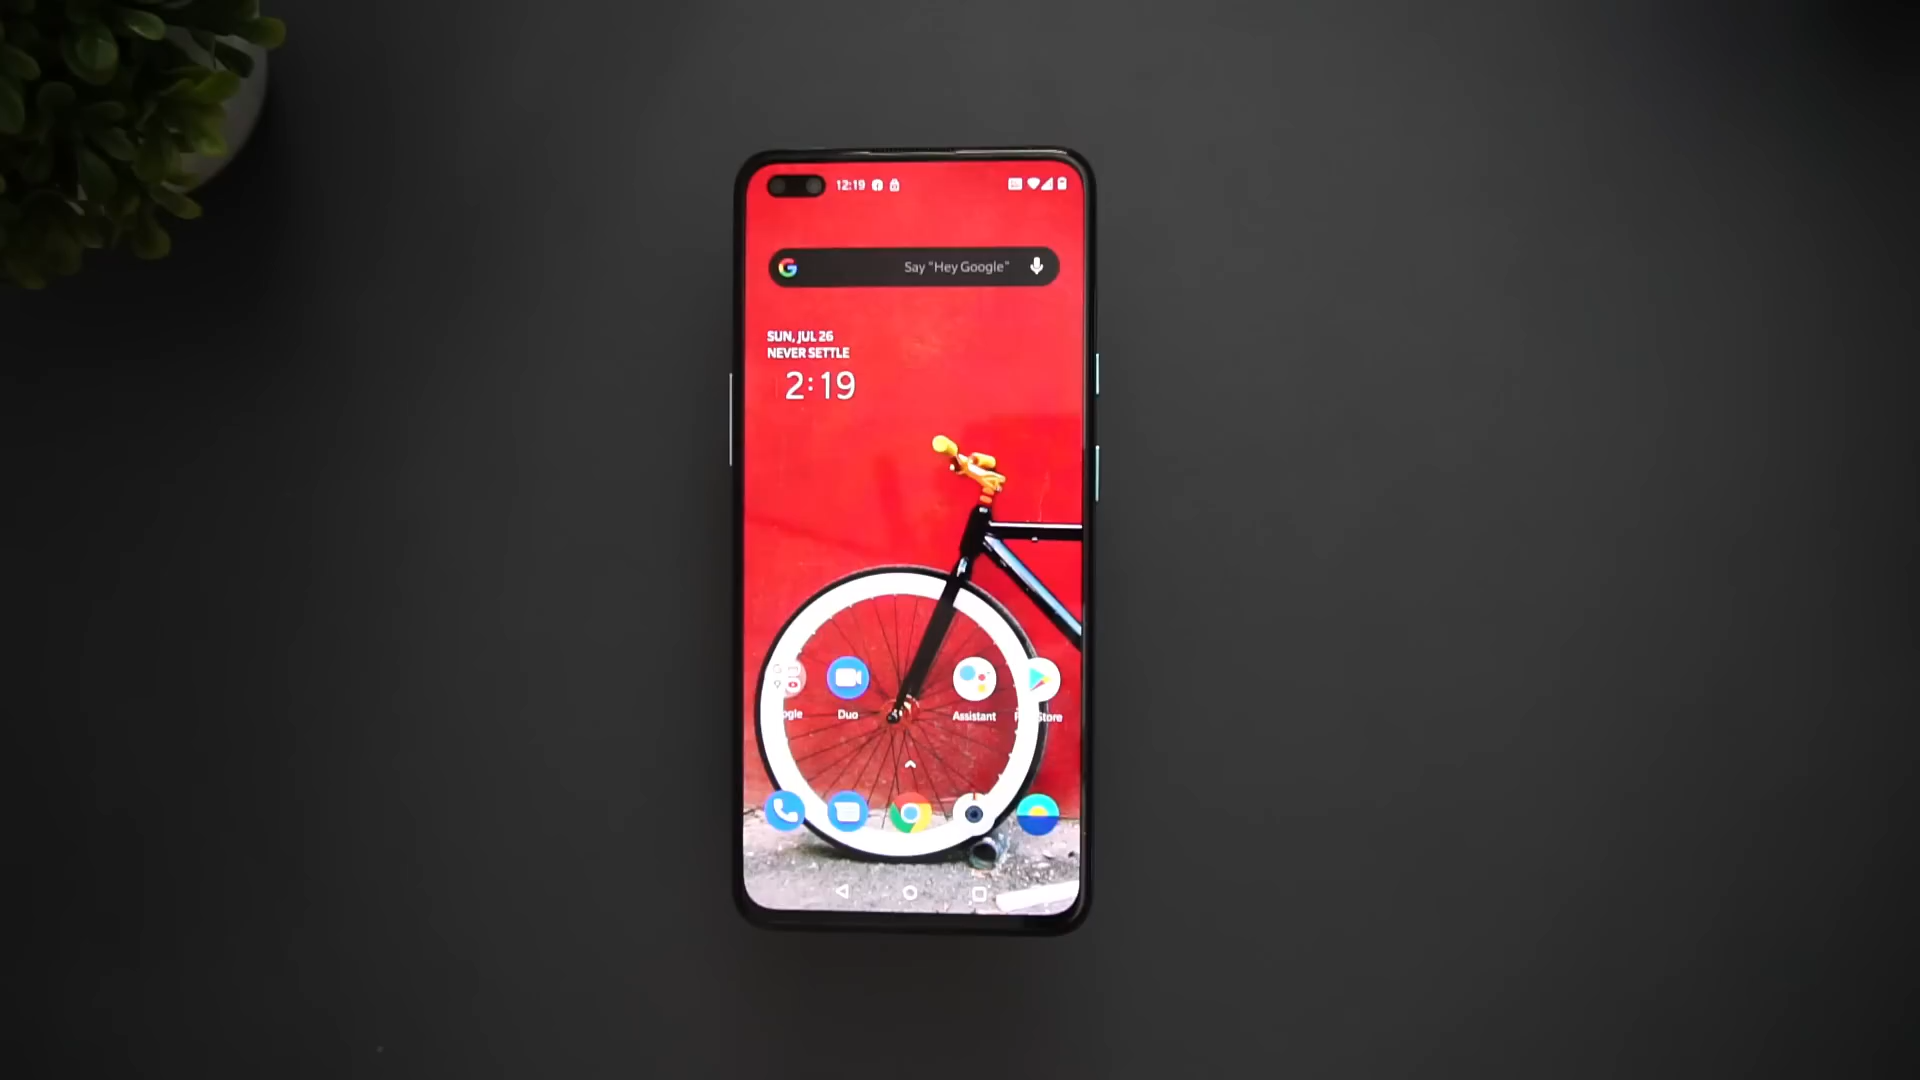 12:19
Say "Hey Google"
SUN, JUL 26
NEVER SETTLE
2:19
Duo
Assistant
Store